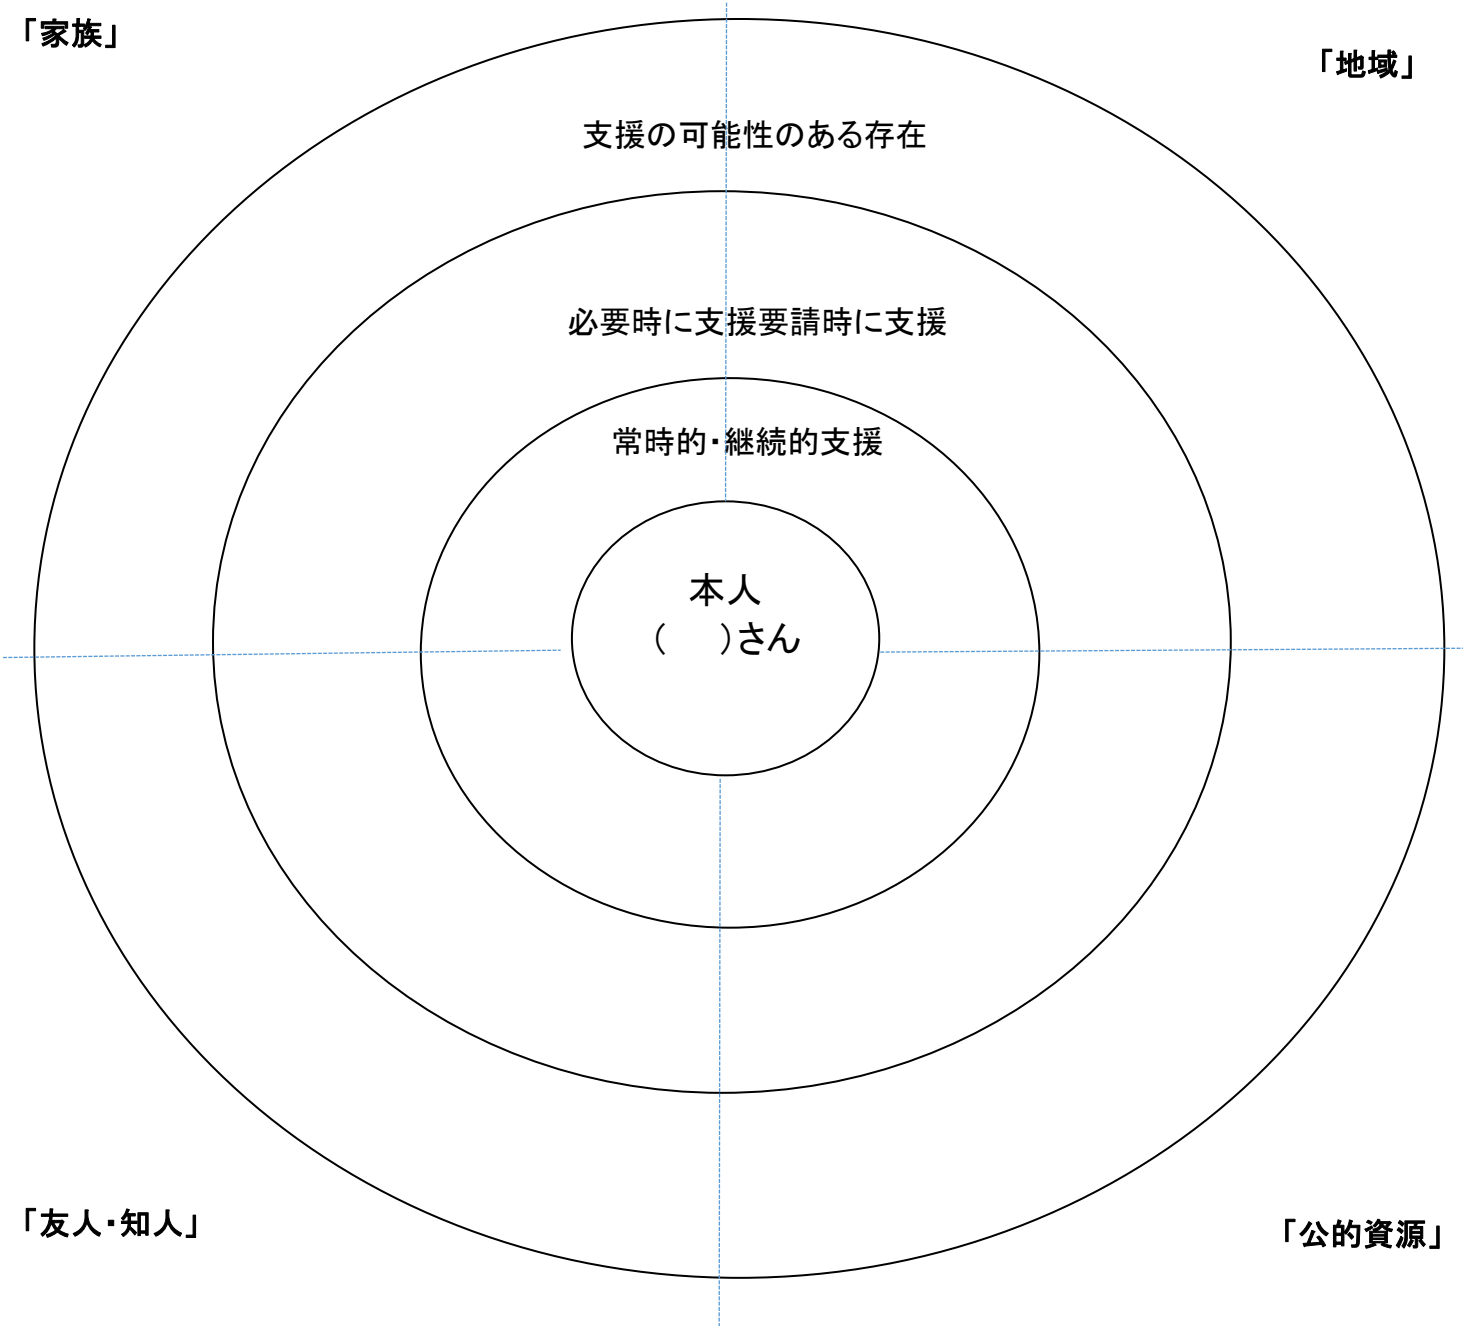 「家族」
「地域」
支援の可能性のある存在
必要時に支援要請時に支援
常時的・継続的支援
本人
(　)さん
「友人・知人」
「公的資源」